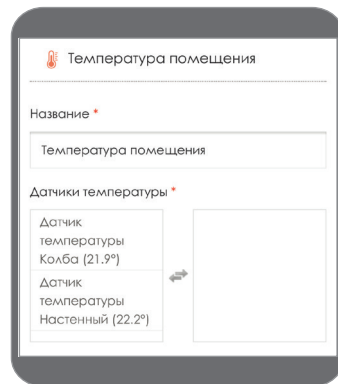 Температура помещения
Название *
Температура помещения
Датчики температуры *
Датчик
температуры
Колба (21.9°)
Датчик
температуры
Настенный (22.2°)